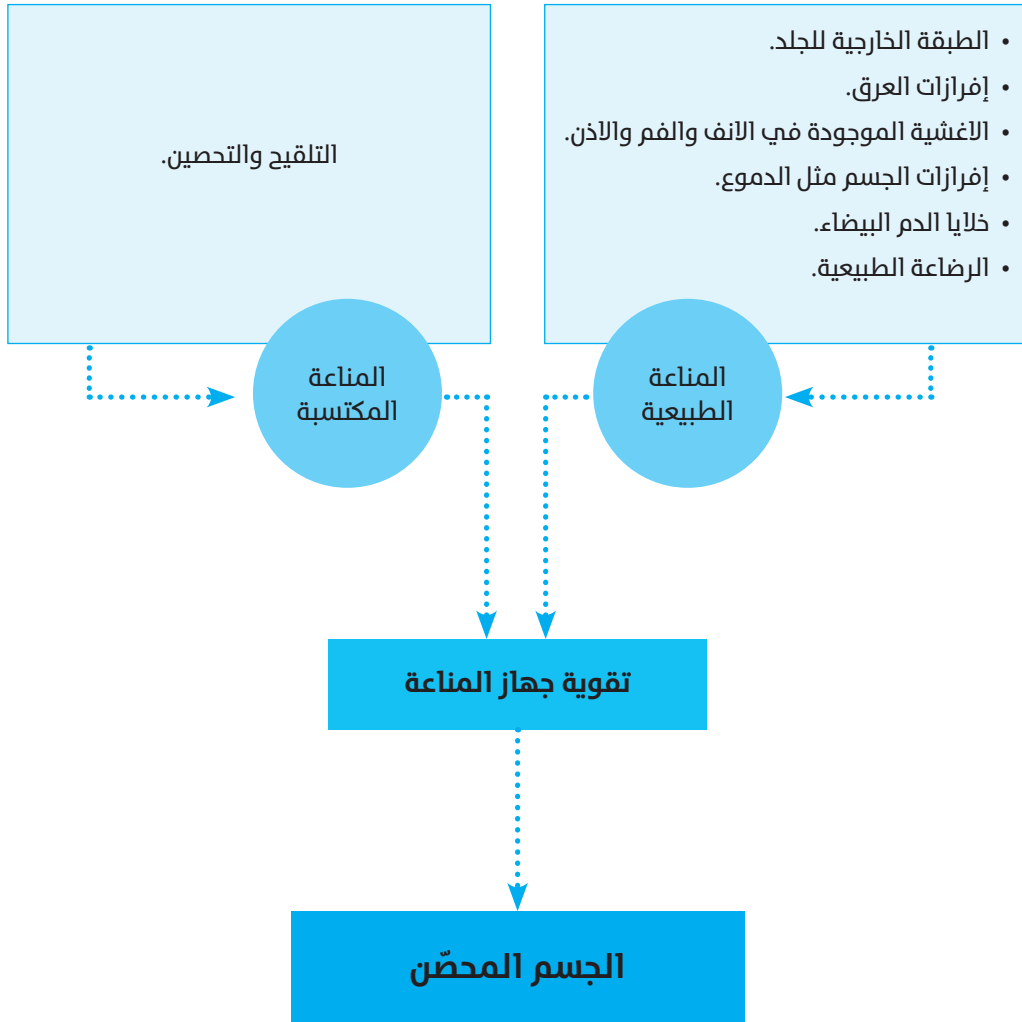 • الطبقة الخارجية للجلد.
• إفرازات العرق.
• الاغشية الموجودة في الانف والفم والاذن.
• إفرازات الجسم مثل الدموع.
• خلايا الدم البيضاء.
• الرضاعة الطبيعية.
التلقيح والتحصين.
المناعة
الطبيعية
المناعة
المكتسبة
تقوية جهاز المناعة
الجسم المحصّن